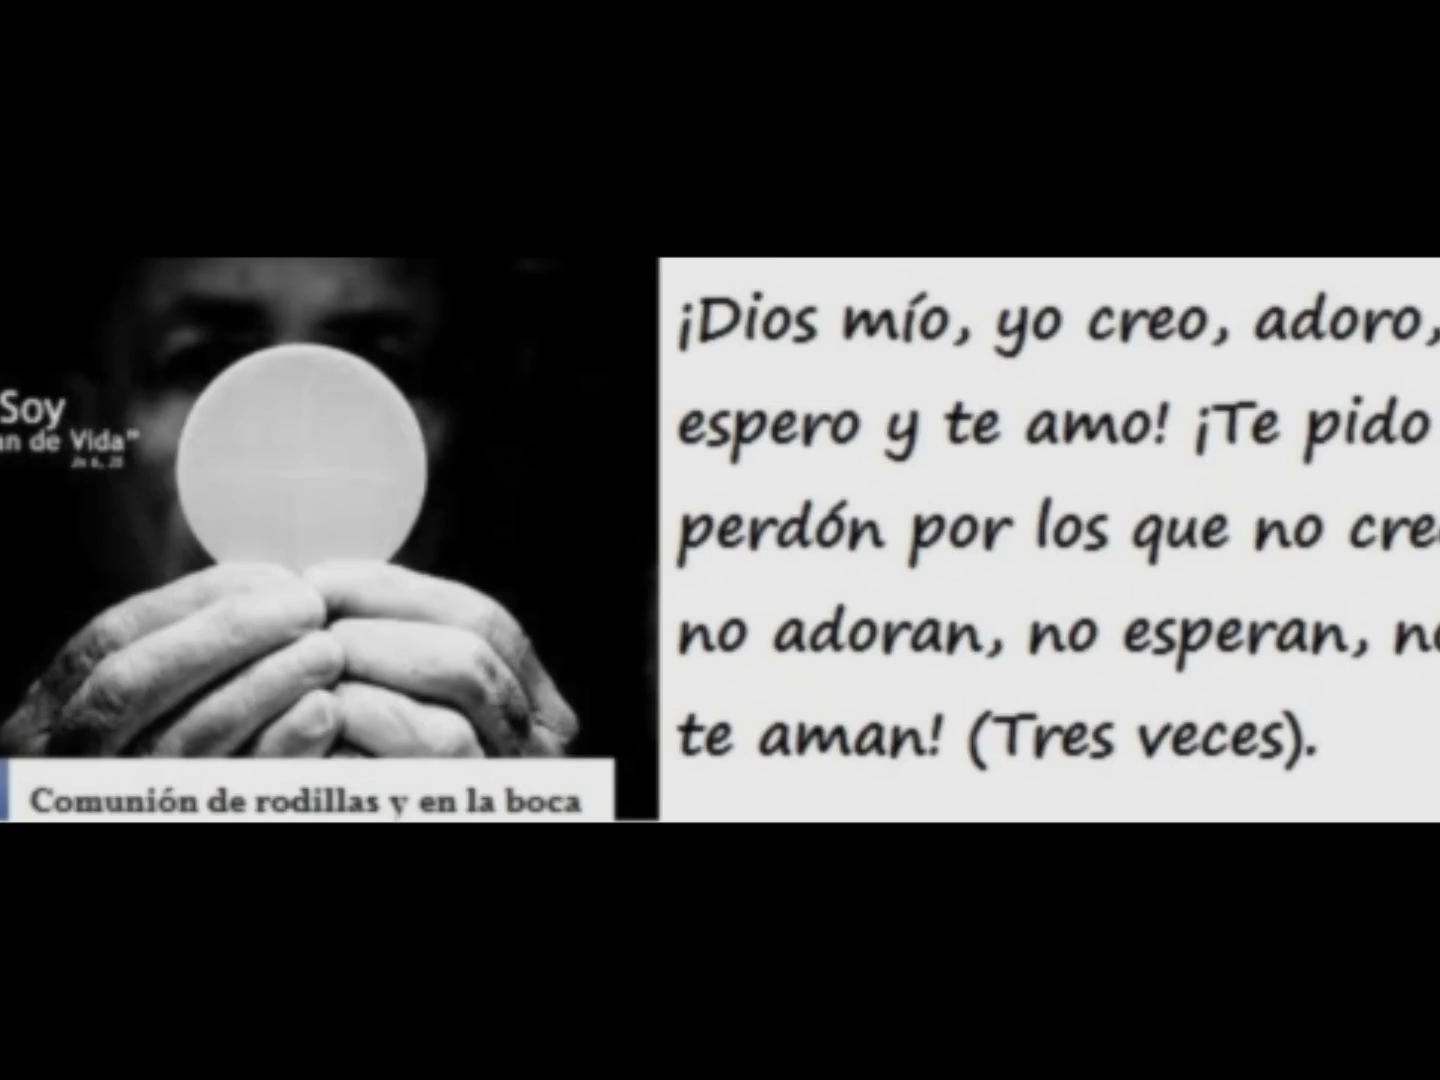 Soy
de Vida"
Comunión de rodillas y en la boca
¡Dios mío, yo creo, adoro,
espero y te amo! ¡Te pido
perdón por los que no
no adoran, no esperan,
te aman! (Tres veces).